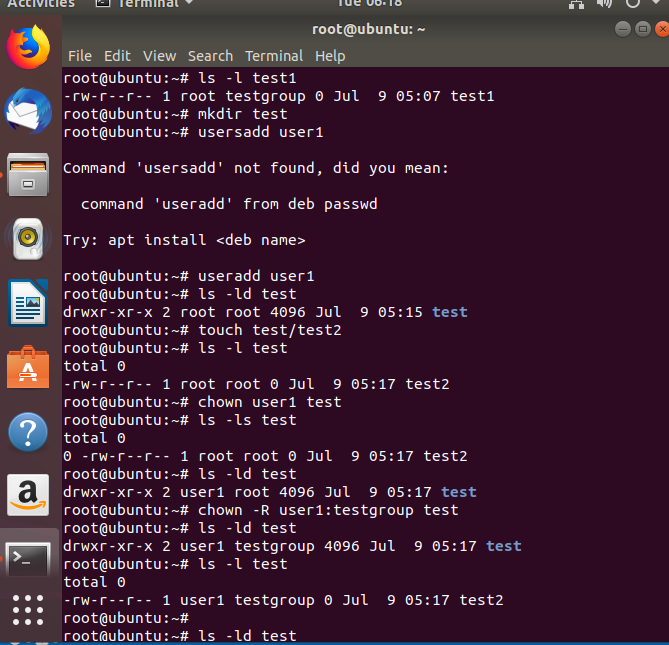 Activities Terminal Tue 06:18
root@ubuntu: ~
File Edit View Search Terminal Help
root@ubuntu:~# ls -l test1
-rw-r--r-- 1 root testgroup 0 Jul  9 05:07 test1
root@ubuntu:~# mkdir test
root@ubuntu:~# usersadd user1
Command 'usersadd' not found, did you mean:
  command 'useradd' from deb passwd
Try: apt install <deb name>
root@ubuntu:~# useradd user1
root@ubuntu:~# ls -ld test
drwxr-xr-x 2 root root 4096 Jul  9 05:15 test
root@ubuntu:~# touch test/test2
root@ubuntu:~# ls -l test
total 0
-rw-r--r-- 1 root root 0 Jul  9 05:17 test2
root@ubuntu:~# chown user1 test
root@ubuntu:~# ls -ls test
total 0
0 -rw-r--r-- 1 root root 0 Jul  9 05:17 test2
root@ubuntu:~# ls -ld test
drwxr-xr-x 2 user1 root 4096 Jul  9 05:17 test
root@ubuntu:~# chown -R user1:testgroup test
root@ubuntu:~# ls -ld test
drwxr-xr-x 2 user1 testgroup 4096 Jul  9 05:17 test
root@ubuntu:~# ls -l test
total 0
-rw-r--r-- 1 user1 testgroup 0 Jul  9 05:17 test2
root@ubuntu:~#
root@ubuntu:~# ls -ld test